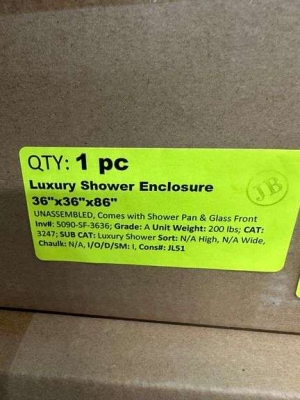 QTY: 1 pc
Luxury Shower Enclosure
36"x36"x86"
UNASSEMBLED, Comes with Shower Pan & Glass Front
Inv#: 5090-SF-3636; Grade: A Unit Weight: 200 lbs; CAT:
3247; SUB CAT: Luxury Shower Sort: N/A High, N/A Wide,
Chaulk: N/A, I/O/D/SM: I, Cons#: JL51
JB